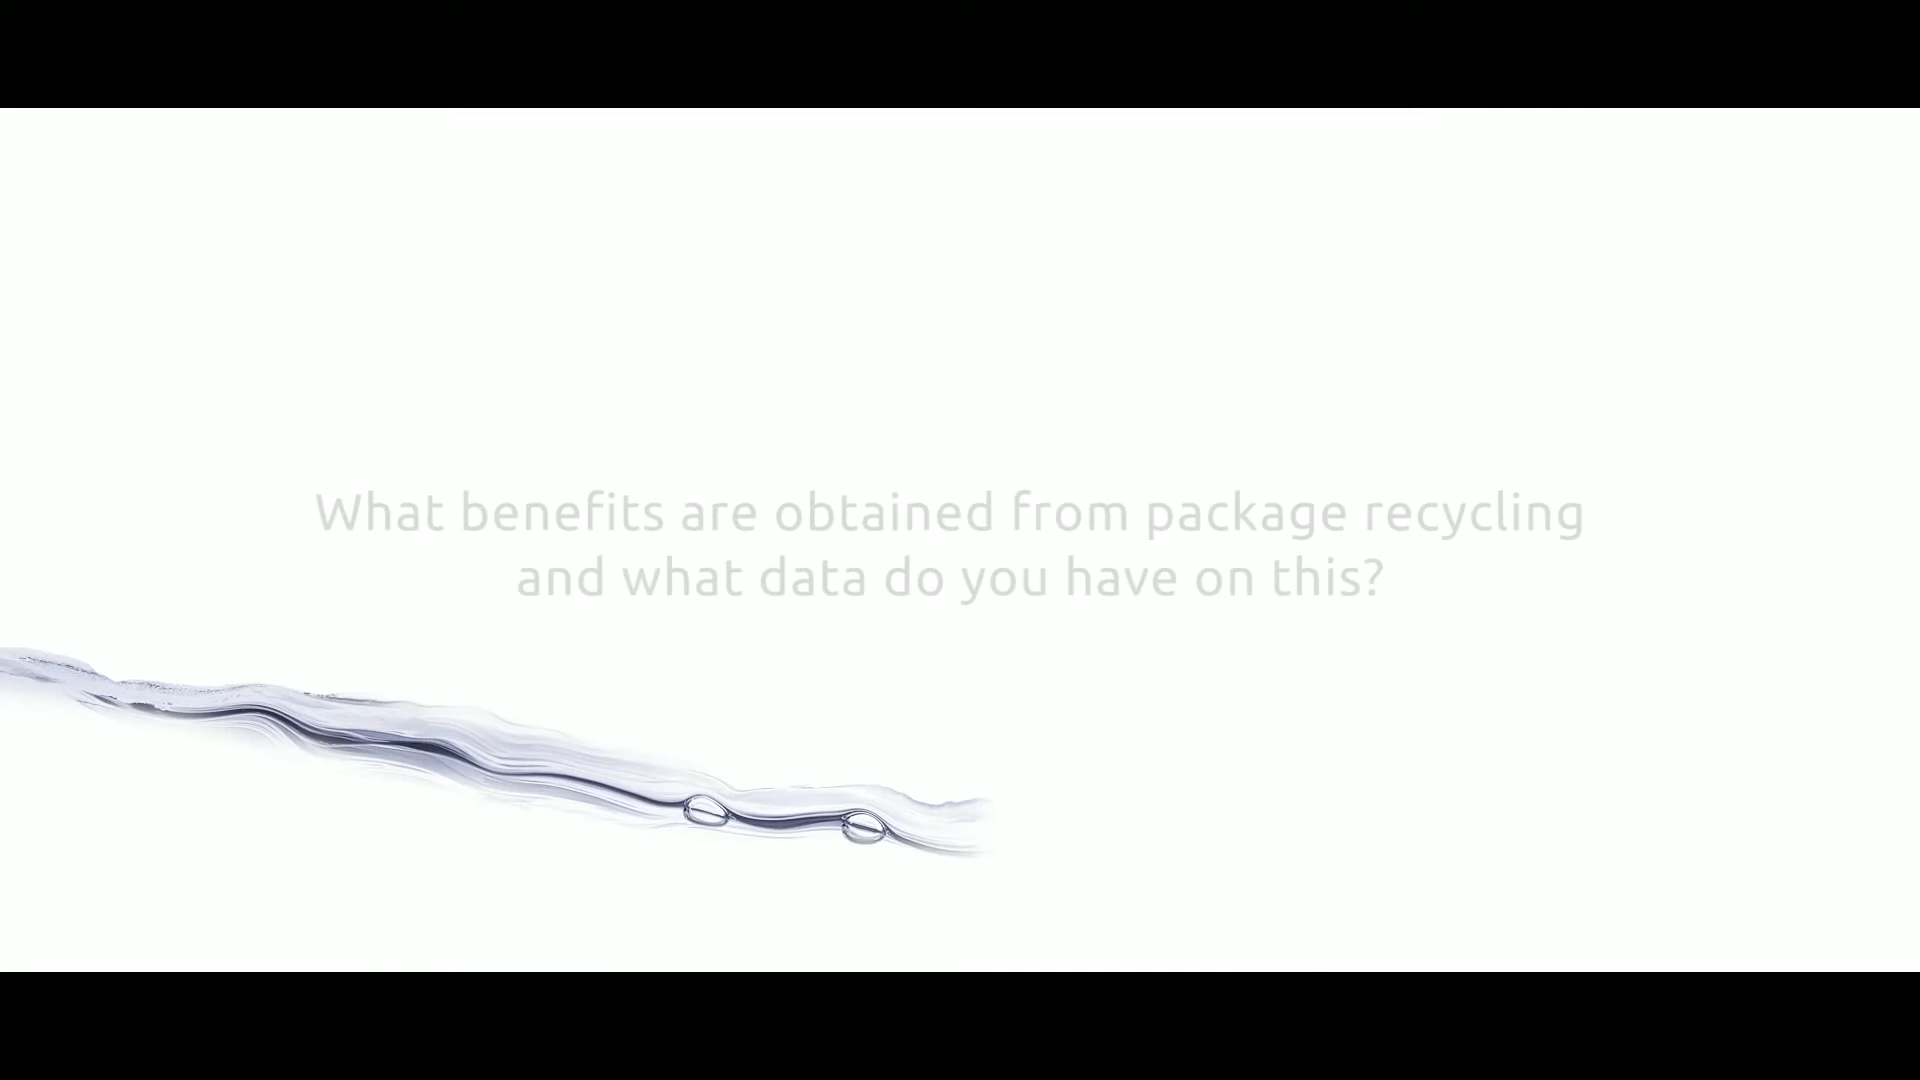 What benefits are obtained from package recycling
and what data do you have on this?